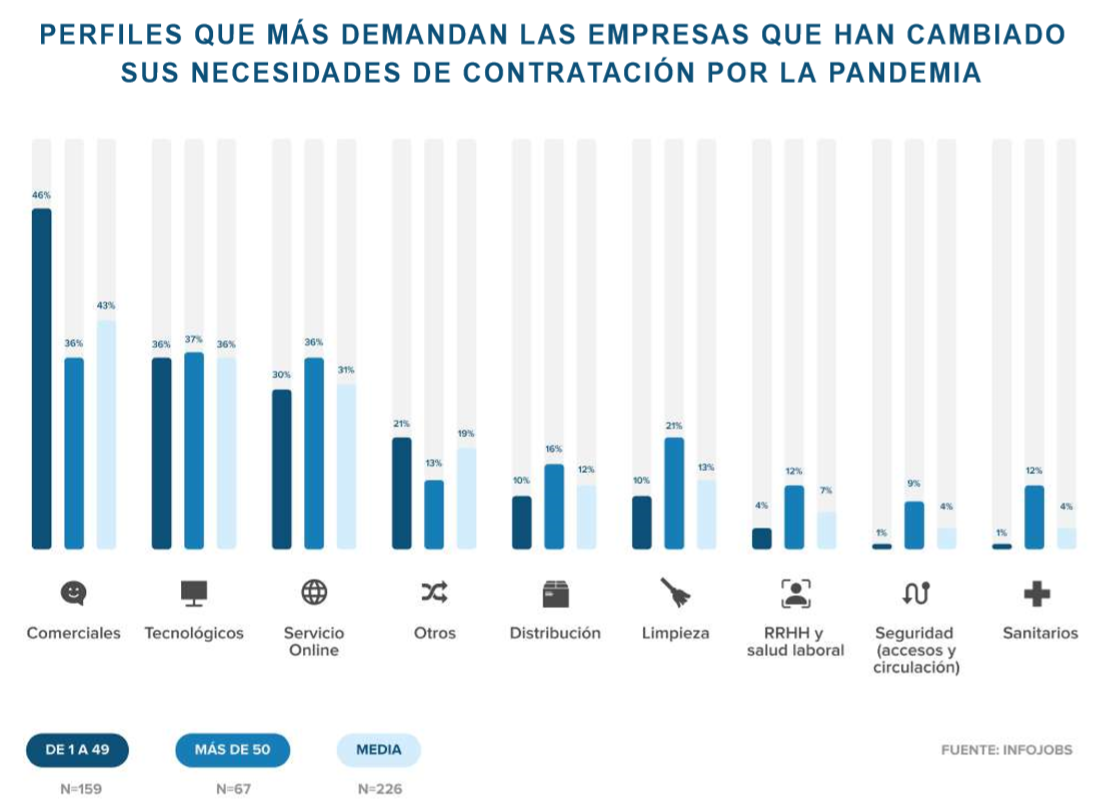 PERFILES QUE MÁS DEMANDAN LAS EMPRESAS QUE HAN CAMBIADO
SUS NECESIDADES DE CONTRATACIÓN POR LA PANDEMIA
46%
36%
43%
36%
37%
36%
30%
36%
31%
21%
13%
19%
10%
16%
12%
10%
21%
13%
4%
12%
7%
1%
9%
4%
1%
12%
4%
Comerciales
Tecnológicos
Servicio
Online
Otros
Distribución
Limpieza
RRHH y
salud laboral
Seguridad
(accesos y
circulación)
Sanitarios
DE 1 A 49
MÁS DE 50
MEDIA
FUENTE: INFOJOBS
N=159
N=67
N=226